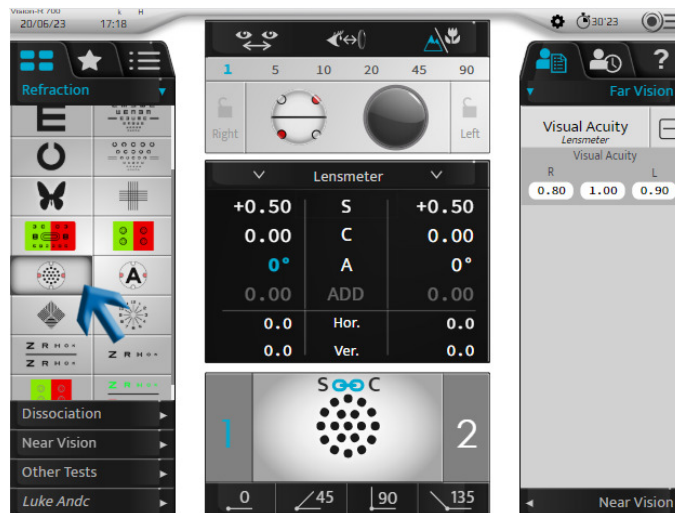 Vision-R 700
20/06/23
17:18
k H
Refraction
E
A
Z R H O K
Z R H O K
Z R H O K
Dissociation
Near Vision
Other Tests
Luke Andc
1 5 10 20 45 90
Right
Left
Lensmeter
+0.50 S +0.50
0.00 C 0.00
0° A 0°
0.00 ADD 0.00
0.0 Hor. 0.0
0.0 Ver. 0.0
S C
1 2
0 45 90 135
30'23
?
Far Vision
Visual Acuity
Lensmeter
Visual Acuity
R L
0.80 1.00 0.90
Near Vision